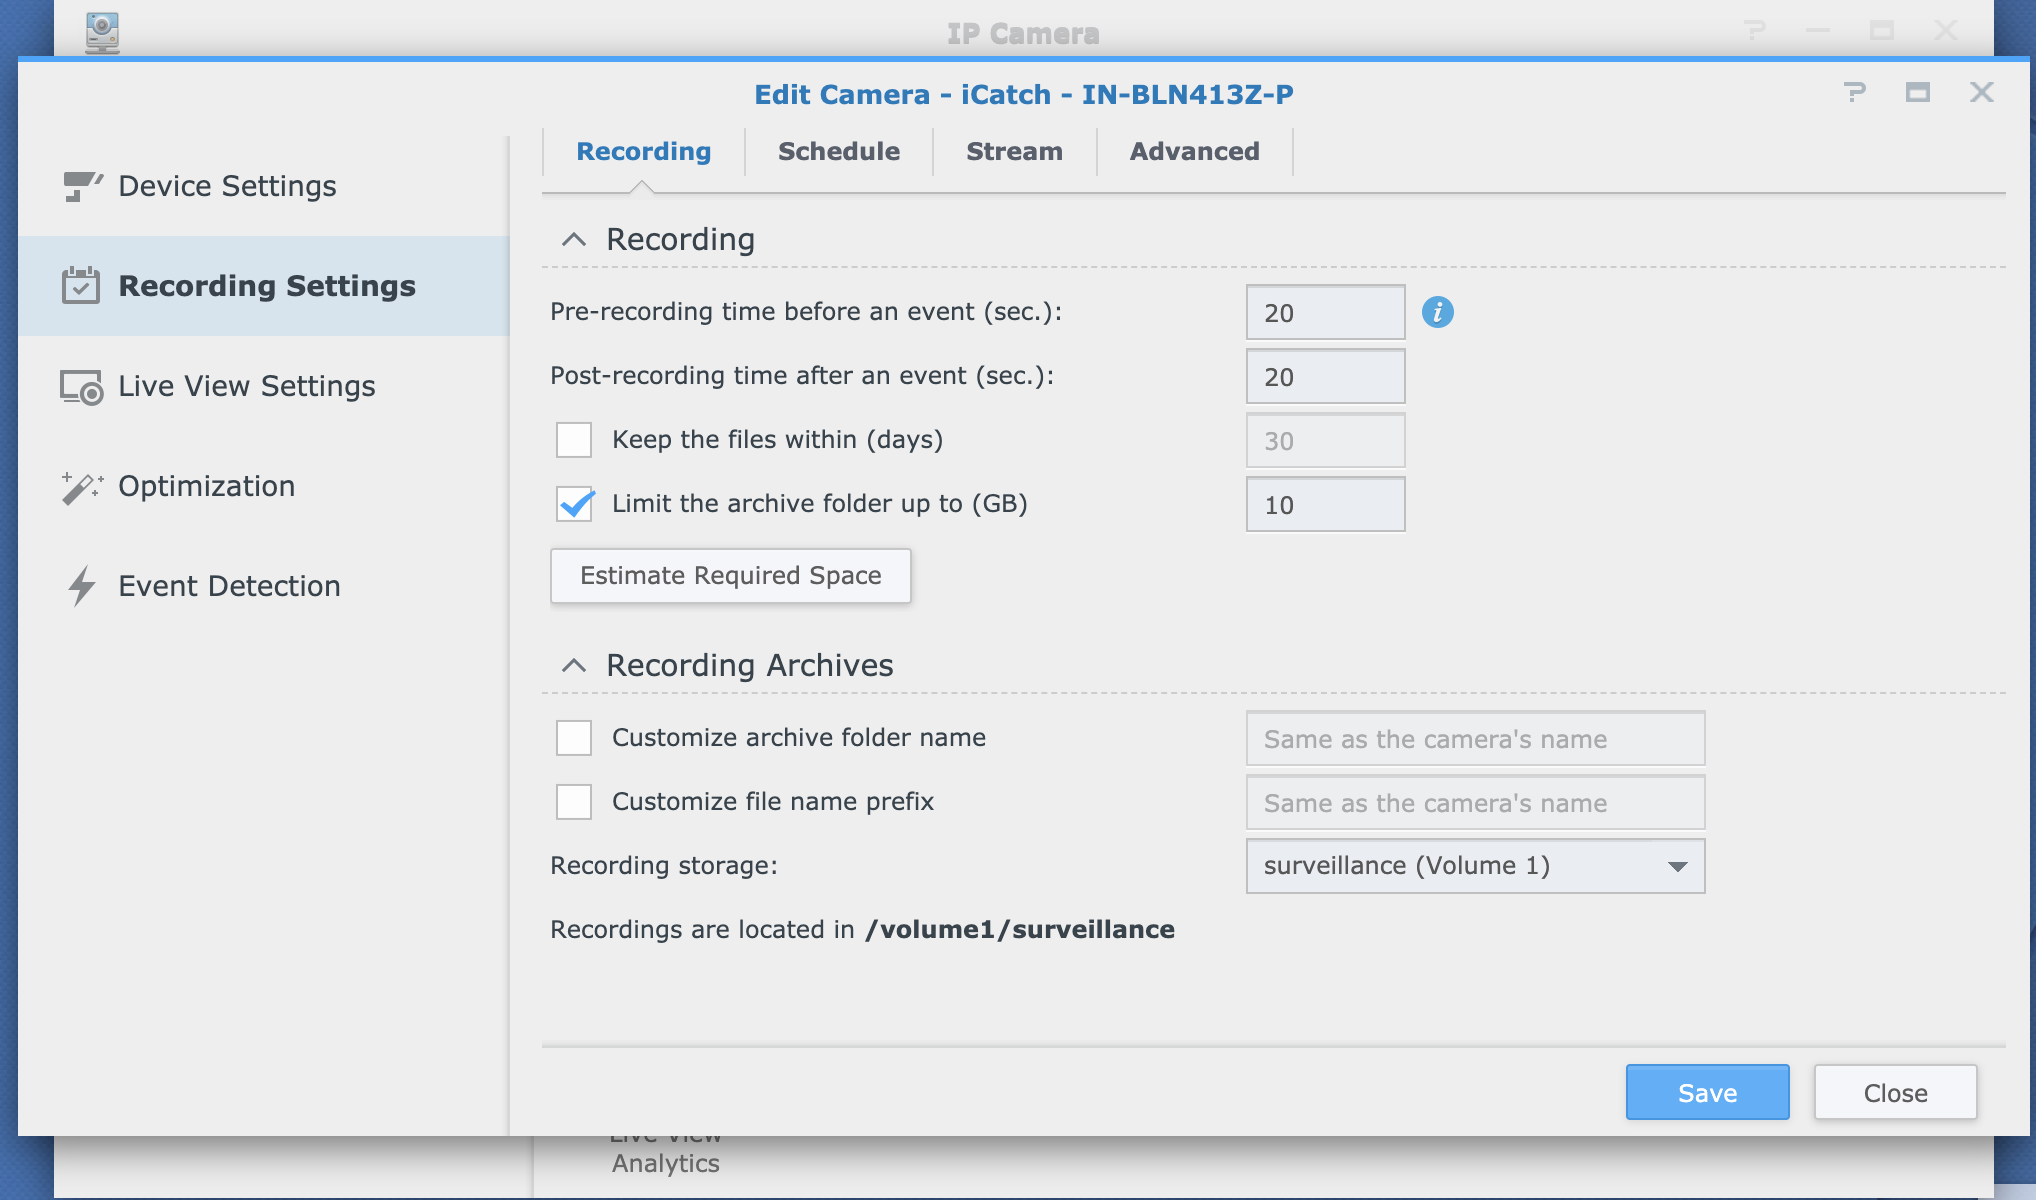 IP Camera
Edit Camera - iCatch - IN-BLN413Z-P
Device Settings
Recording Settings
Live View Settings
Optimization
Event Detection
Recording Schedule Stream Advanced
Recording
Pre-recording time before an event (sec.): 20
Post-recording time after an event (sec.): 20
Keep the files within (days) 30
Limit the archive folder up to (GB) 10
Estimate Required Space
Recording Archives
Customize archive folder name Same as the camera's name
Customize file name prefix Same as the camera's name
Recording storage: surveillance (Volume 1)
Recordings are located in /volume1/surveillance
Save Close
Live View
Analytics